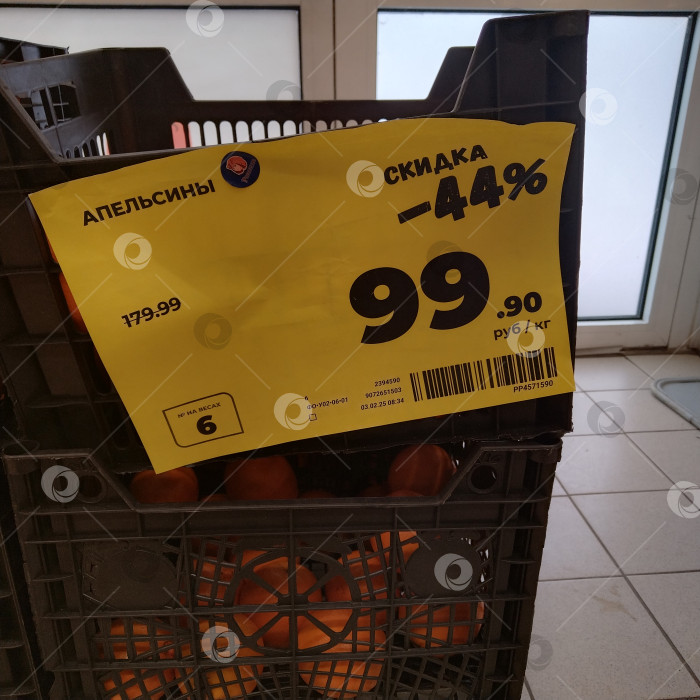 АПЕЛЬСИНЫ
СКИДКА
-44%
179.99
99.90
руб / кг
№ НА ВЕСАХ
6
2394590
9072651503
03.02.25 08:34
PP4571590